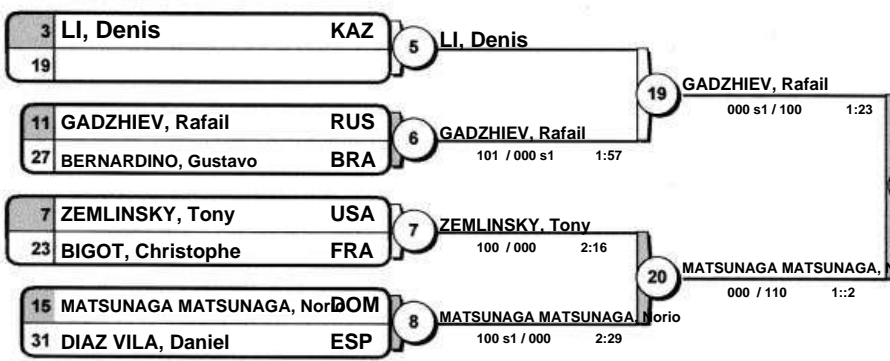 3 LI, Denis KAZ
19
5
LI, Denis
11 GADZHIEV, Rafail RUS
27 BERNARDINO, Gustavo BRA
6
GADZHIEV, Rafail
101 / 000 s1 1:57
19
GADZHIEV, Rafail
000 s1 / 100 1:23
7 ZEMLINSKY, Tony USA
23 BIGOT, Christophe FRA
7
ZEMLINSKY, Tony
100 / 000 2:16
15 MATSUNAGA MATSUNAGA, Norio DOM
31 DIAZ VILA, Daniel ESP
8
MATSUNAGA MATSUNAGA, Norio
100 s1 / 000 2:29
20
MATSUNAGA MATSUNAGA, N
000 / 110 1::2